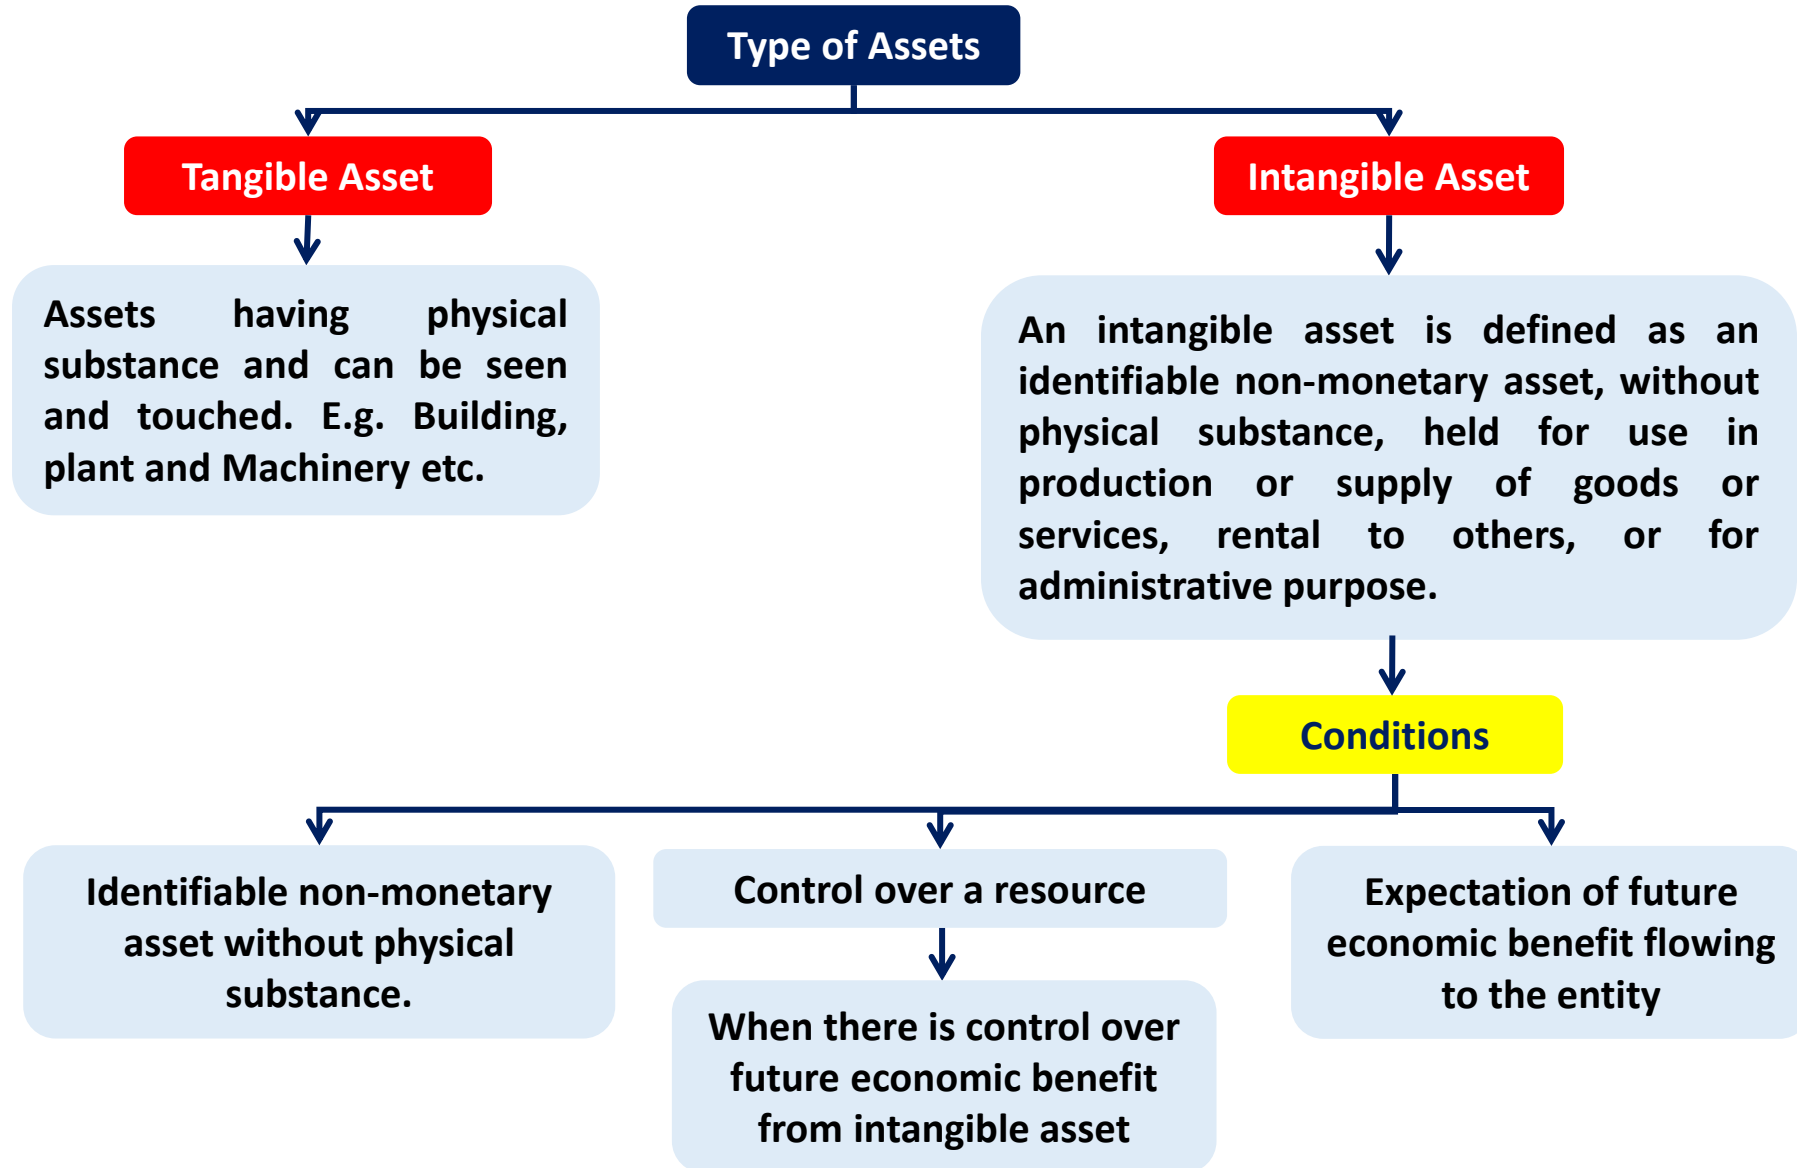 Type of Assets
Tangible Asset
Intangible Asset
Assets having physical
substance and can be seen
and touched. E.g. Building,
plant and Machinery etc.
An intangible asset is defined as an
identifiable non-monetary asset, without
physical substance, held for use in
production or supply of goods or
services, rental to others, or for
administrative purpose.
Conditions
Identifiable non-monetary
asset without physical
substance.
Control over a resource
When there is control over
future economic benefit
from intangible asset
Expectation of future
economic benefit flowing
to the entity